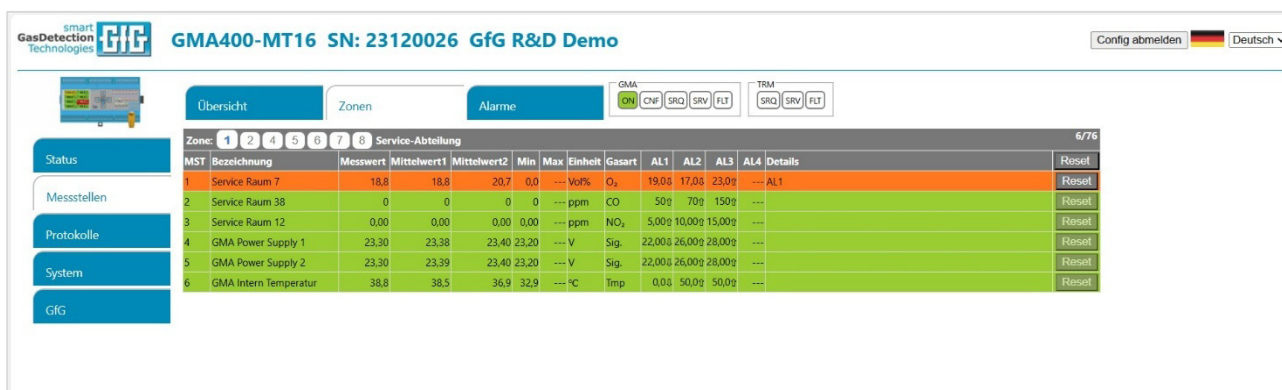 smart
GasDetection
Technologies
GfG
GMA400-MT16 SN: 23120026 GfG R&D Demo
Config abmelden Deutsch
Übersicht Zonen Alarme
GMA ON CNF SRQ SRV FLT TRM SRQ SRV FLT
Zone: 1 2 4 5 6 7 8 Service-Abteilung 6/76
MST Bezeichnung Messwert Mittelwert1 Mittelwert2 Min Max Einheit Gasart AL1 AL2 AL3 AL4 Details Reset
1 Service Raum 7 18,8 18,8 20,7 0,0 --- Vol% O₂ 19,0⇩ 17,0⇩ 23,0⇧ --- AL1 Reset
2 Service Raum 38 0 0 0 0 --- ppm CO 50⇧ 70⇧ 150⇧ --- Reset
3 Service Raum 12 0,00 0,00 0,00 0,00 --- ppm NO₂ 5,00⇧ 10,00⇧ 15,00⇧ --- Reset
4 GMA Power Supply 1 23,30 23,38 23,40 23,20 --- V Sig. 22,00⇩ 26,00⇧ 28,00⇧ --- Reset
5 GMA Power Supply 2 23,30 23,39 23,40 23,20 --- V Sig. 22,00⇩ 26,00⇧ 28,00⇧ --- Reset
6 GMA Intern Temperatur 38,8 38,5 36,9 32,9 --- °C Tmp 0,0⇩ 50,0⇧ 50,0⇧ --- Reset
Status
Messstellen
Protokolle
System
GfG